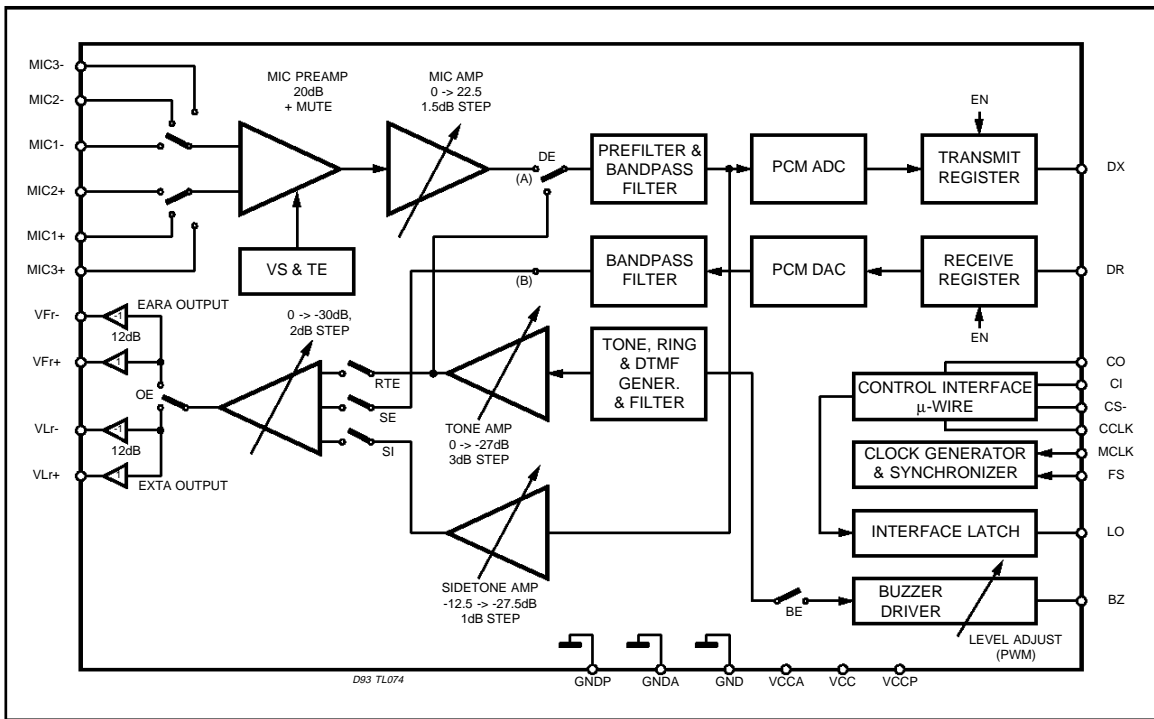 MIC3-
MIC2-
MIC1-
MIC2+
MIC1+
MIC3+
VFr-
VFr+
VLr-
VLr+
MIC PREAMP
20dB
+ MUTE
MIC AMP
0 -> 22.5
1.5dB STEP
VS & TE
DE
(A)
(B)
PREFILTER &
BANDPASS
FILTER
PCM ADC
EN
TRANSMIT
REGISTER
DX
BANDPASS
FILTER
PCM DAC
RECEIVE
REGISTER
EN
DR
EARA OUTPUT
-1
12dB
1
OE
-1
12dB
1
EXTA OUTPUT
0 -> -30dB,
2dB STEP
RTE
SE
SI
TONE AMP
0 -> -27dB
3dB STEP
TONE, RING
& DTMF
GENER.
& FILTER
SIDETONE AMP
-12.5 -> -27.5dB
1dB STEP
CONTROL INTERFACE
μ-WIRE
CO
CI
CS-
CCLK
CLOCK GENERATOR
& SYNCHRONIZER
MCLK
FS
INTERFACE LATCH
LO
BE
BUZZER
DRIVER
BZ
LEVEL ADJUST
(PWM)
D93 TL074
GNDP
GNDA
GND
VCCA
VCC
VCCP